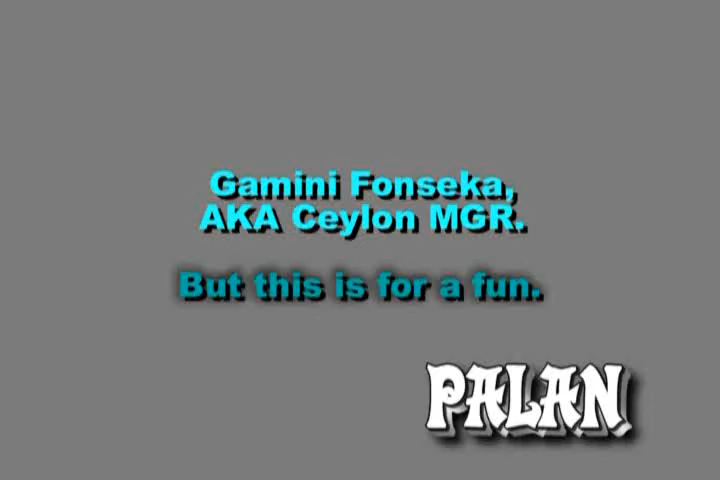 Gamini Fonseka,
AKA Ceylon MGR.
But this is for a fun.
PALAN